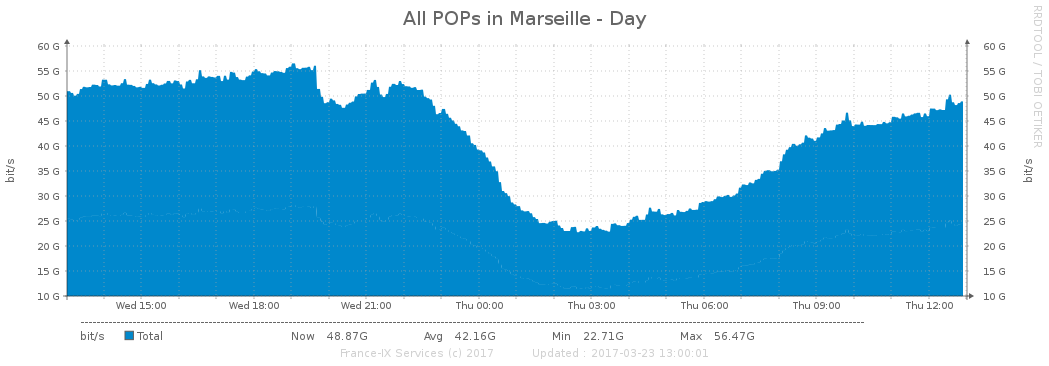 All POPs in Marseille - Day
RRDTOOL / TOBI OETIKER
60 G 60 G
55 G 55 G
50 G 50 G
45 G 45 G
40 G 40 G
35 G 35 G
30 G 30 G
25 G 25 G
20 G 20 G
15 G 15 G
10 G 10 G
bit/s bit/s
Wed 15:00 Wed 18:00 Wed 21:00 Thu 00:00 Thu 03:00 Thu 06:00 Thu 09:00 Thu 12:00
bit/s Total Now 48.87G Avg 42.16G Min 22.71G Max 56.47G
France-IX Services (c) 2017 Updated : 2017-03-23 13:00:01